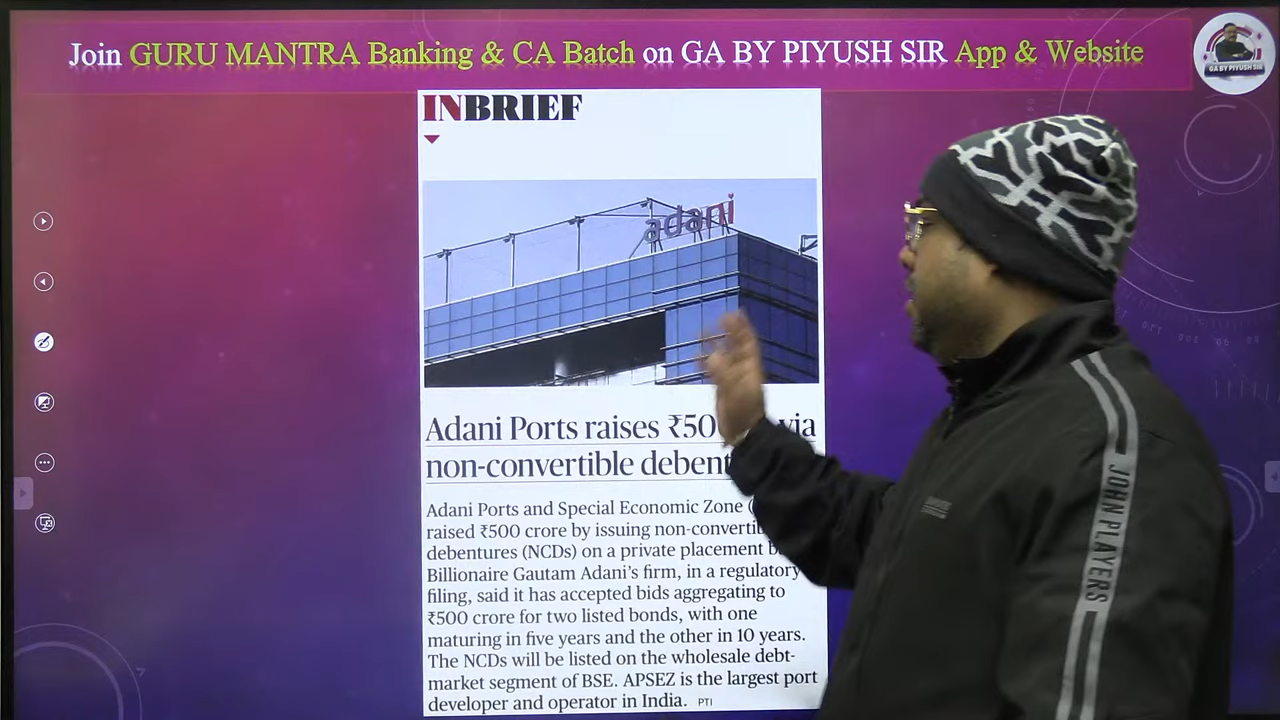 Join GURU MANTRA Banking & CA Batch on GA BY PIYUSH SIR App & Website
GA BY PIYUSH SIR
INBRIEF
adani
Adani Ports raises ₹50 via
non-convertible debent
Adani Ports and Special Economic Zone (
raised ₹500 crore by issuing non-converti
debentures (NCDs) on a private placement b
Billionaire Gautam Adani's firm, in a regulatory
filing, said it has accepted bids aggregating to
₹500 crore for two listed bonds, with one
maturing in five years and the other in 10 years.
The NCDs will be listed on the wholesale debt-
market segment of BSE. APSEZ is the largest port
developer and operator in India. PTI
JOHN PLAYERS